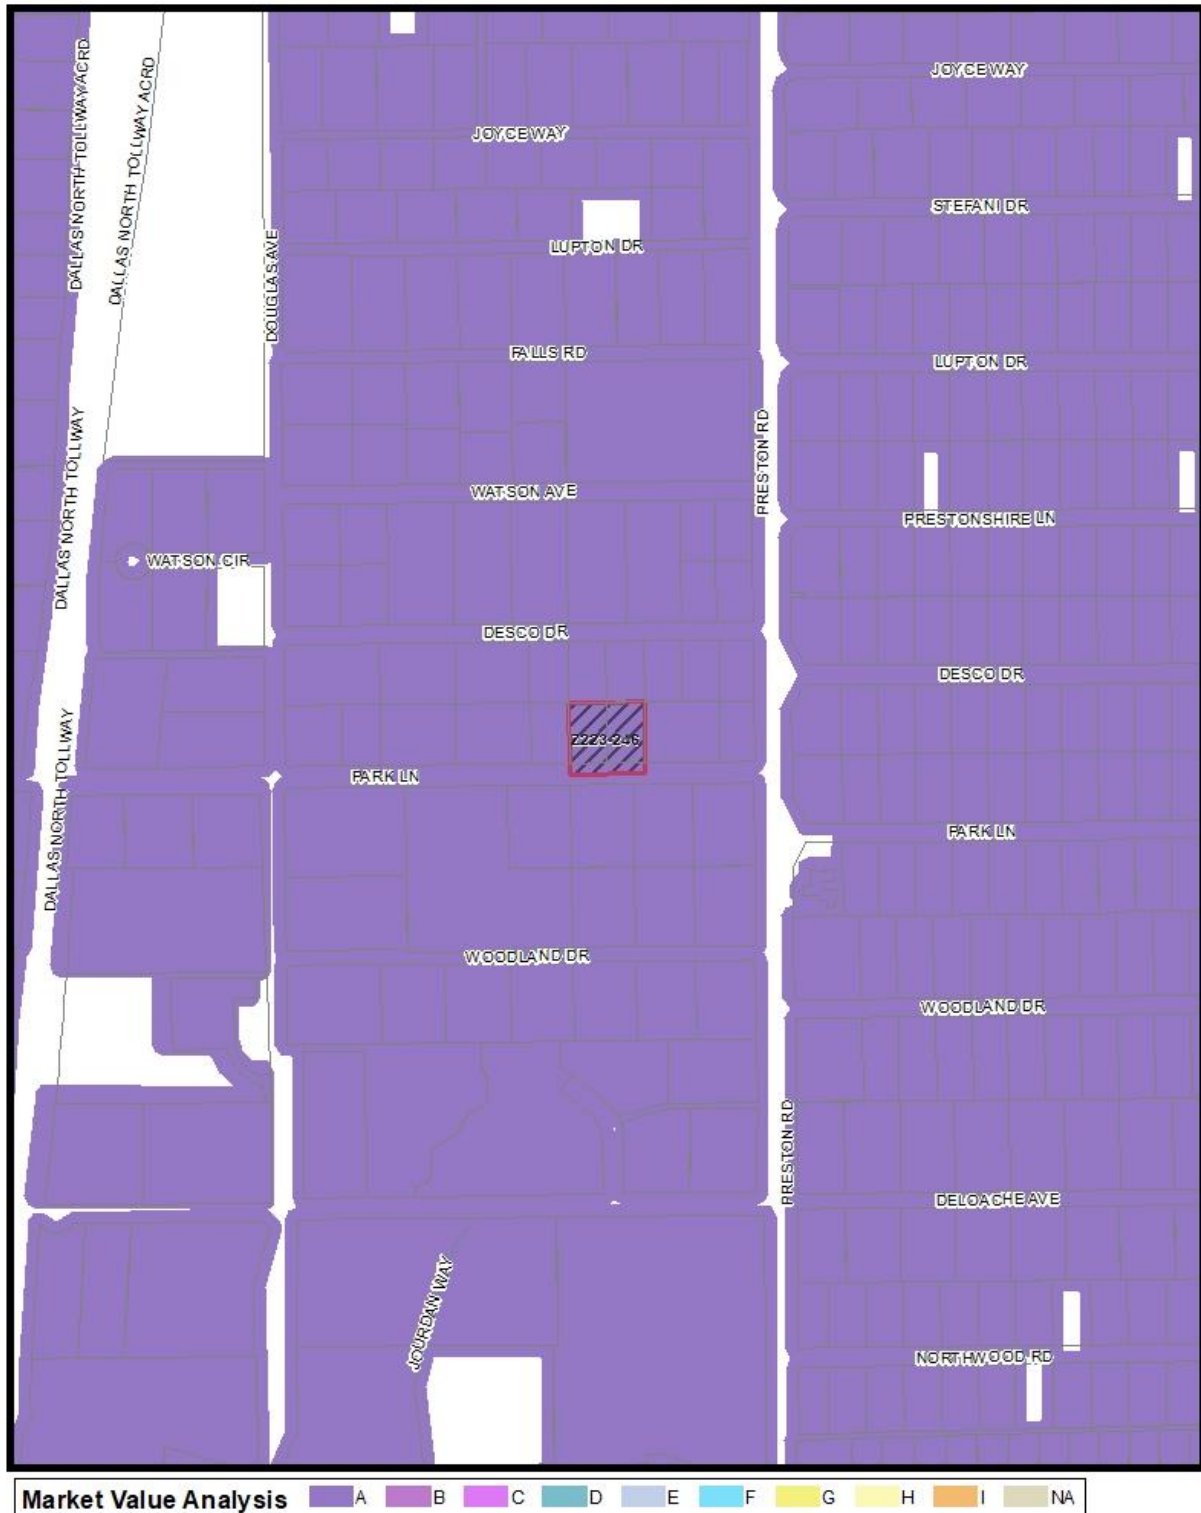 DALLAS NORTH TOLLWAY ACRD
DALLAS NORTH TOLLWAY ACRD
JOYCE WAY
JOYCE WAY
STEFANI DR
LUPTON DR
DOUGLAS AVE
FALLS RD
LUPTON DR
DALLAS NORTH TOLLWAY
PRESTON RD
WATSON AVE
PRESTONSHIRE LN
WATSON CIR
DESCO DR
DESCO DR
Z223-246
DALLAS NORTH TOLLWAY
PARK LN
PARK LN
WOODLAND DR
WOODLAND DR
PRESTON RD
DELOACHE AVE
JOURDAN WAY
NORTHWOOD RD
Market Value Analysis A B C D E F G H I NA